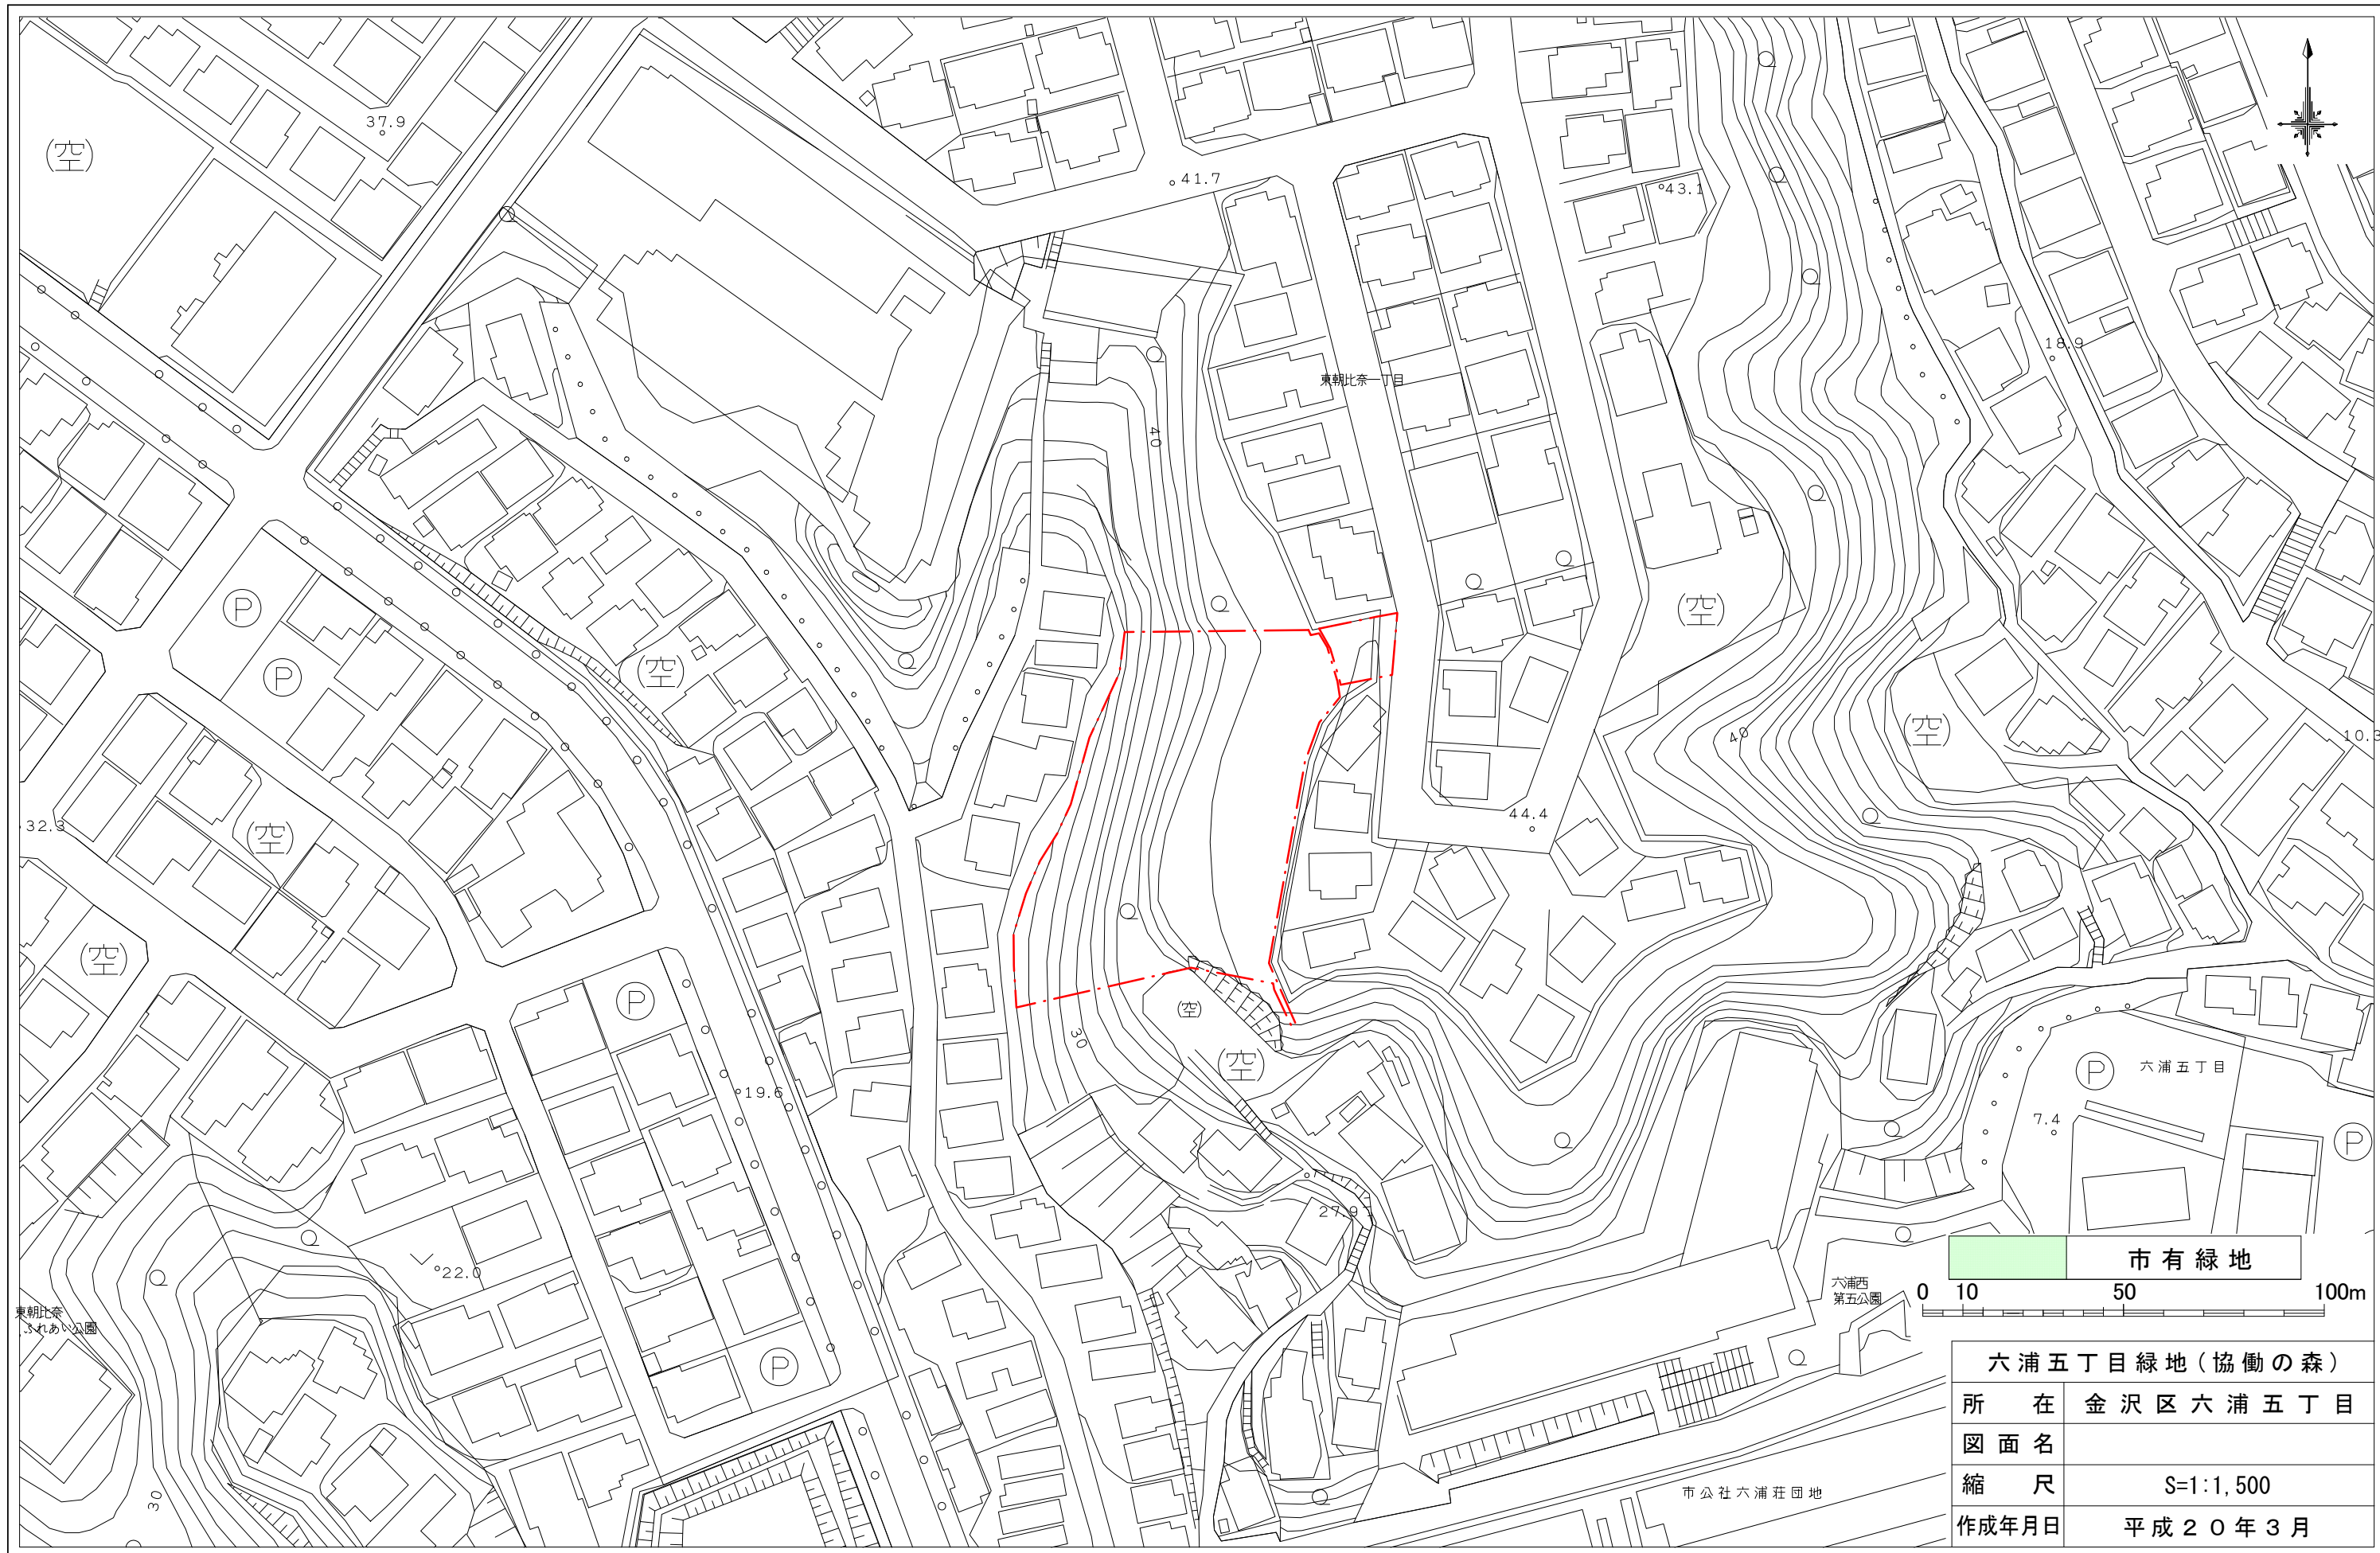 37.9
(空)
41.7
43.1
18.9
東朝比奈一丁目
40
Ⓟ
(空)
Ⓟ
(空)
(空)
(空)
40
10.3
32.3
(空)
44.4
(空)
Ⓟ
(空)
30
(空)
Ⓟ
六浦五丁目
19.6
7.4
Ⓟ
27.9
22.0
市有緑地
0 10 50 100m
六浦西
第五公園
東朝比奈
ふれあい公園
Ⓟ
六浦五丁目緑地(協働の森)
所在 金沢区六浦五丁目
図面名
縮尺 S=1:1,500
作成年月日 平成20年3月
30
市公社六浦荘団地